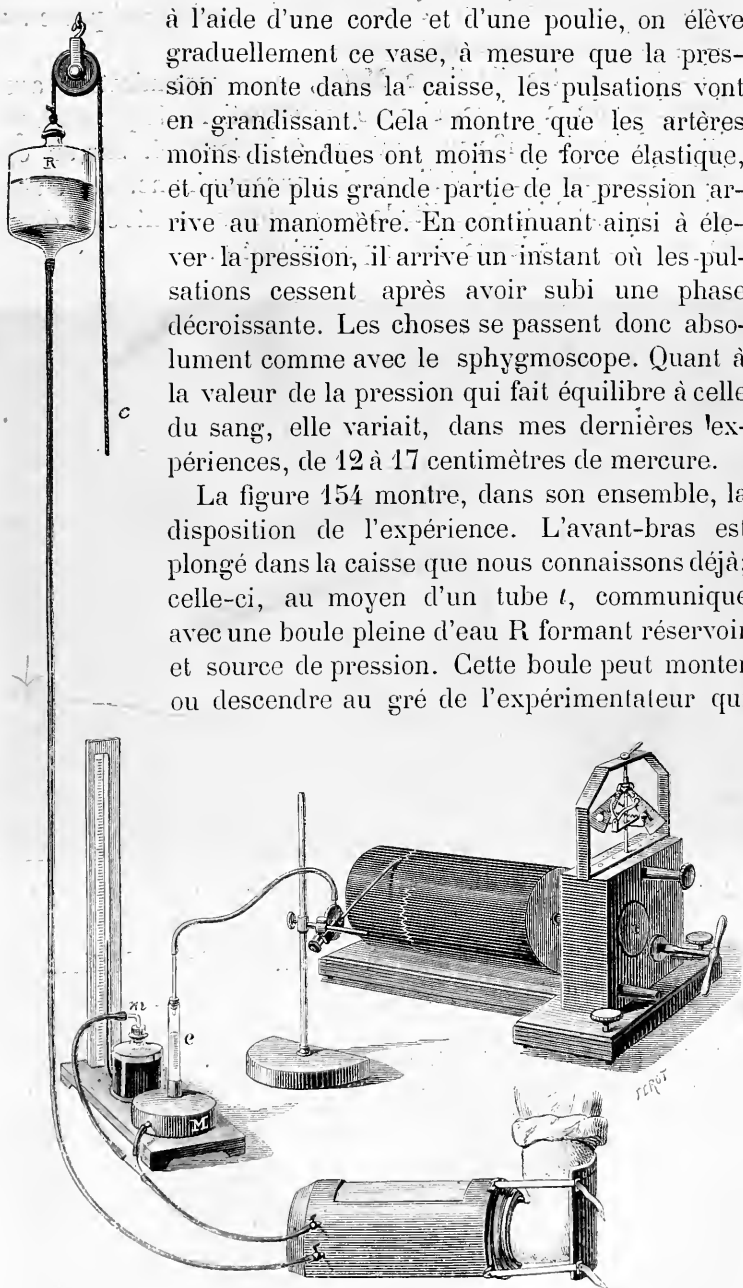 à l'aide d'une corde et d'une poulie, on élève
graduellement ce vase, à mesure que la pres-
sion monte dans la caisse, les pulsations vont
en grandissant. Cela montre que les artères
moins distendues ont moins de force élastique,
et qu'une plus grande partie de la pression ar-
rive au manomètre. En continuant ainsi à éle-
ver la pression, il arrive un instant où les pul-
sations cessent après avoir subi une phase
décroissante. Les choses se passent donc abso-
lument comme avec le sphygmoscope. Quant à
la valeur de la pression qui fait équilibre à celle
du sang, elle variait, dans mes dernières ex-
périences, de 12 à 17 centimètres de mercure.
La figure 154 montre, dans son ensemble, la
disposition de l'expérience. L'avant-bras est
plongé dans la caisse que nous connaissons déjà;
celle-ci, au moyen d'un tube t, communique
avec une boule pleine d'eau R formant réservoir
et source de pression. Cette boule peut monter
ou descendre au gré de l'expérimentateur qu
R
c
m
e
M
PEROT